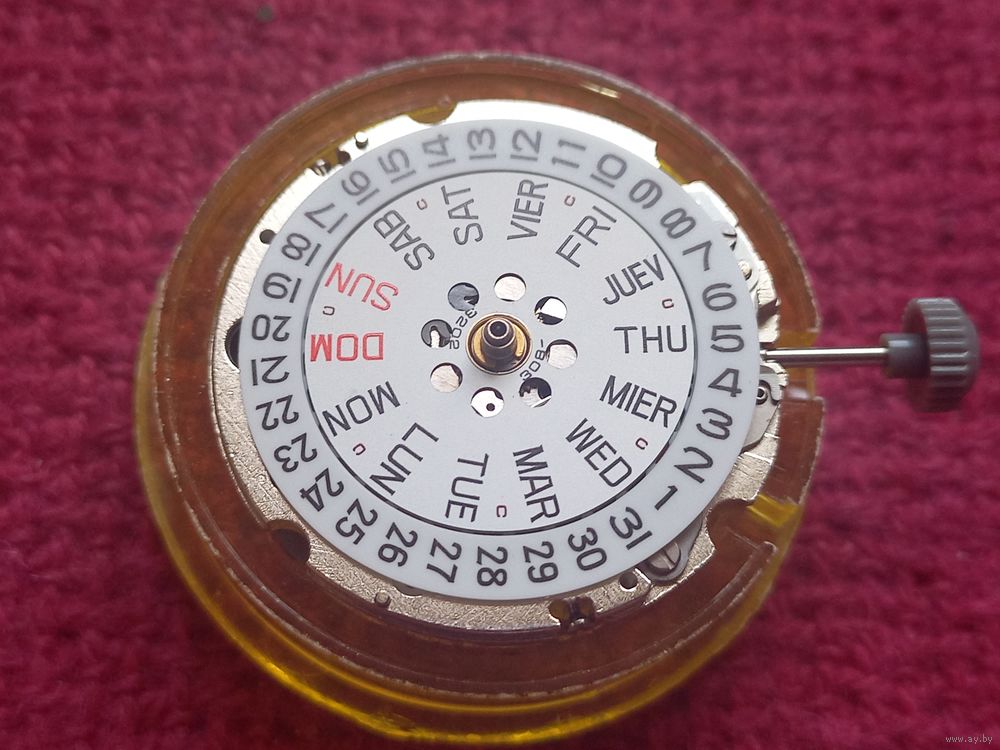 1
2
3
4
5
6
7
8
9
10
11
12
13
14
15
16
17
18
19
20
21
22
23
24
25
26
27
28
29
30
31
THU
JUEV
C
FRI
C
VIER
SAT
C
SAB
SUN
C
DOM
MON
C
LUN
TUE
C
MAR
WED
C
MIER
3202
308-
www.ay.by